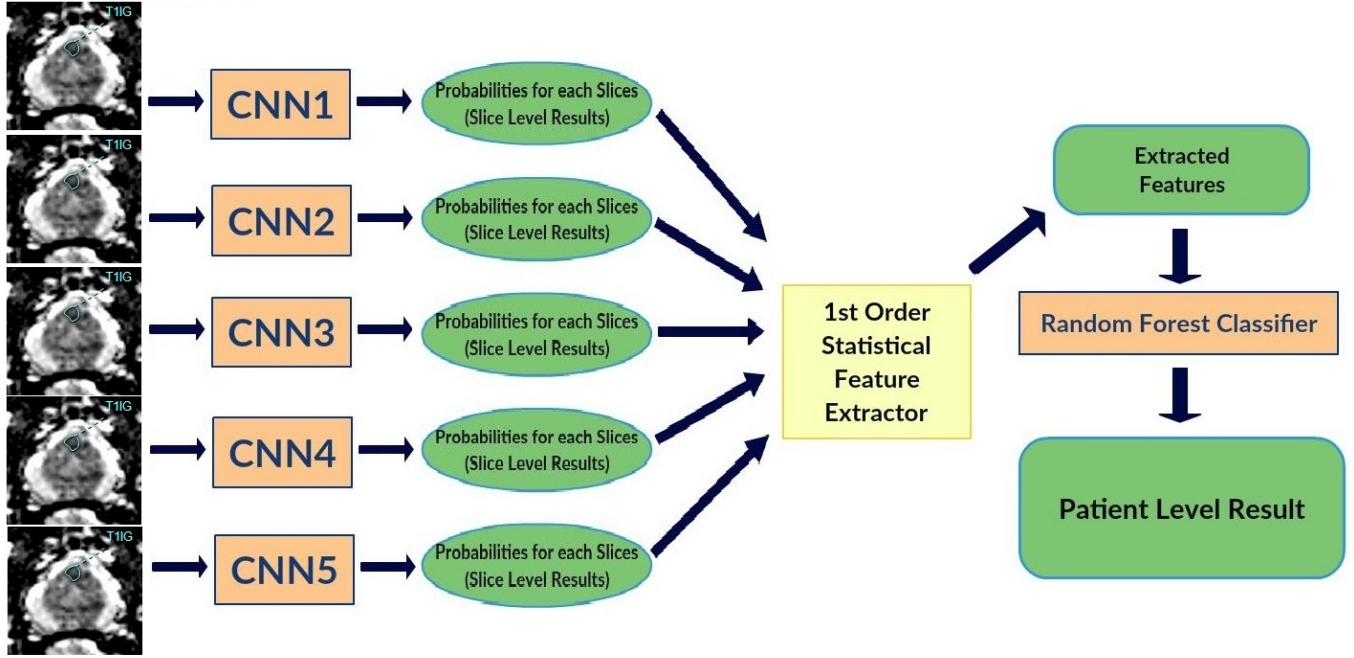 T1IG
CNN1
Probabilities for each Slices
(Slice Level Results)
T1IG
CNN2
Probabilities for each Slices
(Slice Level Results)
T1IG
CNN3
Probabilities for each Slices
(Slice Level Results)
T1IG
CNN4
Probabilities for each Slices
(Slice Level Results)
T1IG
CNN5
Probabilities for each Slices
(Slice Level Results)
1st Order
Statistical
Feature
Extractor
Extracted
Features
Random Forest Classifier
Patient Level Result